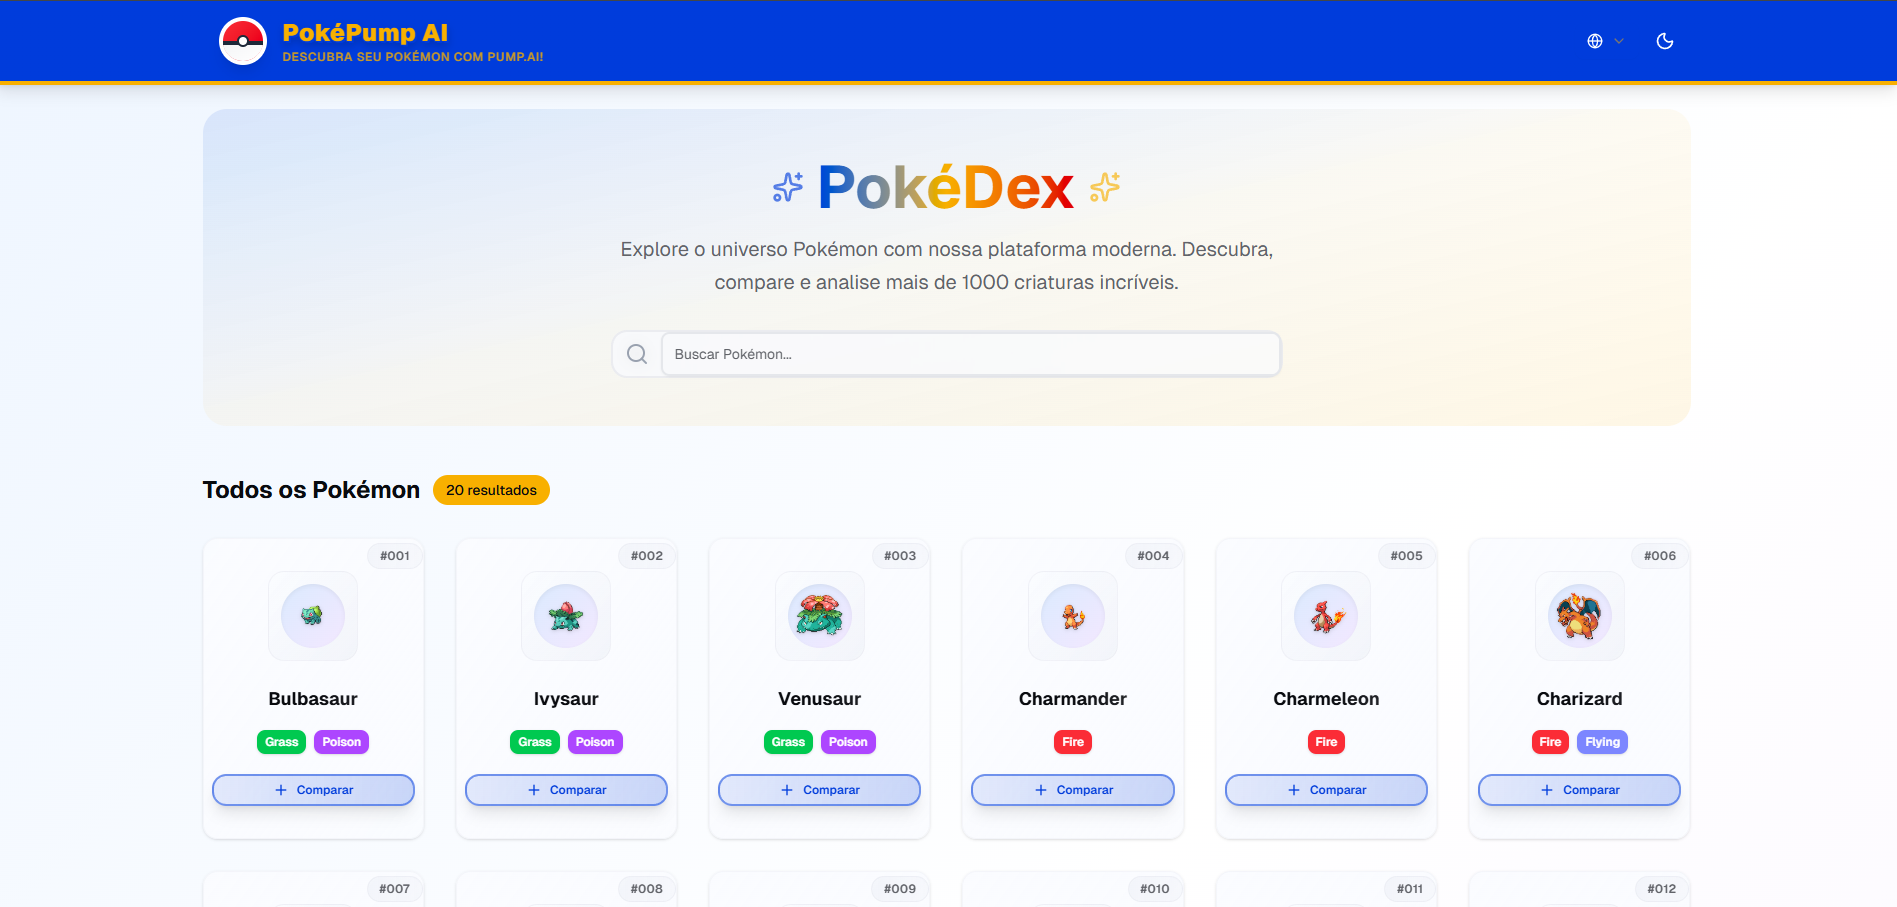 PokéPump AI
DESCUBRA SEU POKÉMON COM PUMP.AI!
PokéDex
Explore o universo Pokémon com nossa plataforma moderna. Descubra,
compare e analise mais de 1000 criaturas incríveis.
Buscar Pokémon...
Todos os Pokémon
20 resultados
#001
Bulbasaur
Grass
Poison
+ Comparar
#002
Ivysaur
Grass
Poison
+ Comparar
#003
Venusaur
Grass
Poison
+ Comparar
#004
Charmander
Fire
+ Comparar
#005
Charmeleon
Fire
+ Comparar
#006
Charizard
Fire
Flying
+ Comparar
#007
#008
#009
#010
#011
#012